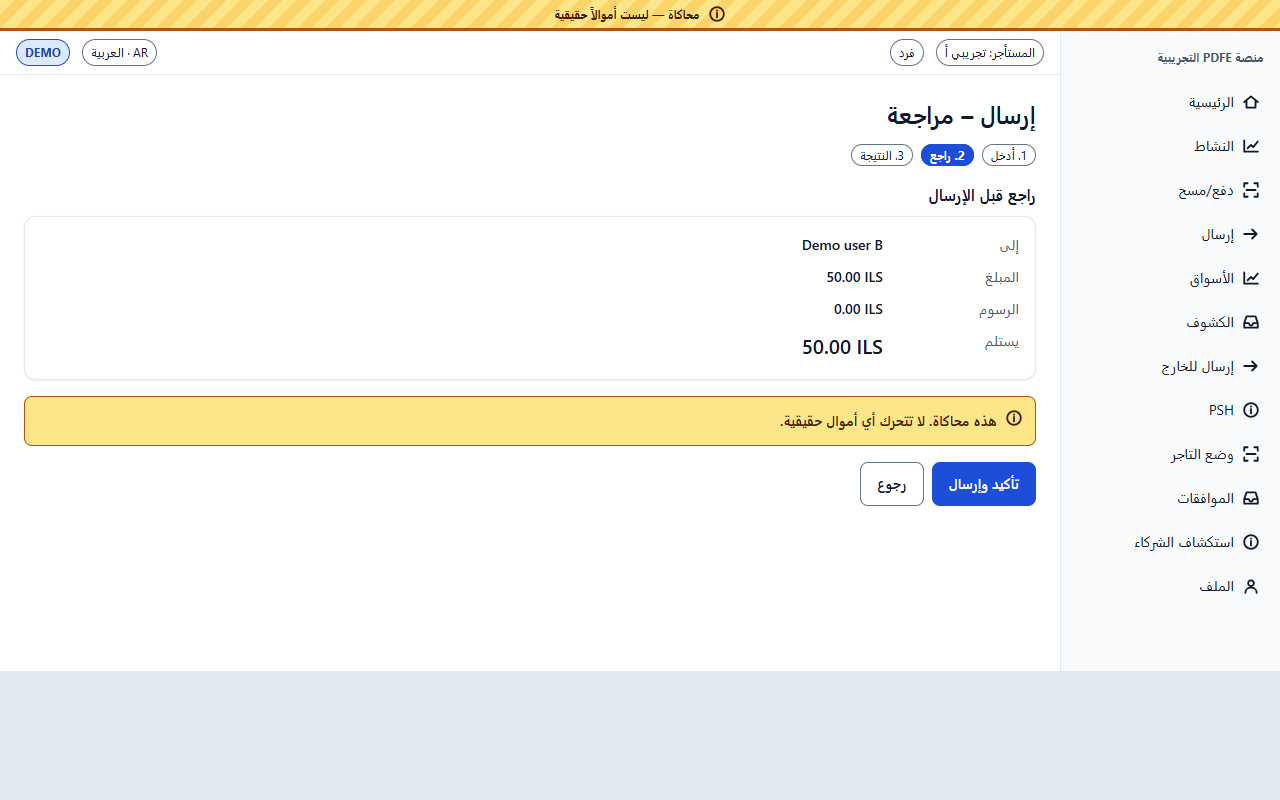 محاكاة — ليست أموالاً حقيقية
منصة PDFE التجريبية
الرئيسية
النشاط
دفع/مسح
إرسال
الأسواق
الكشوف
إرسال للخارج
PSH
وضع التاجر
الموافقات
استكشاف الشركاء
الملف
المستأجر: تجريبي أ
فرد
AR · العربية
DEMO
إرسال – مراجعة
1. أدخل
2. راجع
3. النتيجة
راجع قبل الإرسال
إلى Demo user B
المبلغ 50.00 ILS
الرسوم 0.00 ILS
يستلم 50.00 ILS
هذه محاكاة. لا تتحرك أي أموال حقيقية.
تأكيد وإرسال
رجوع